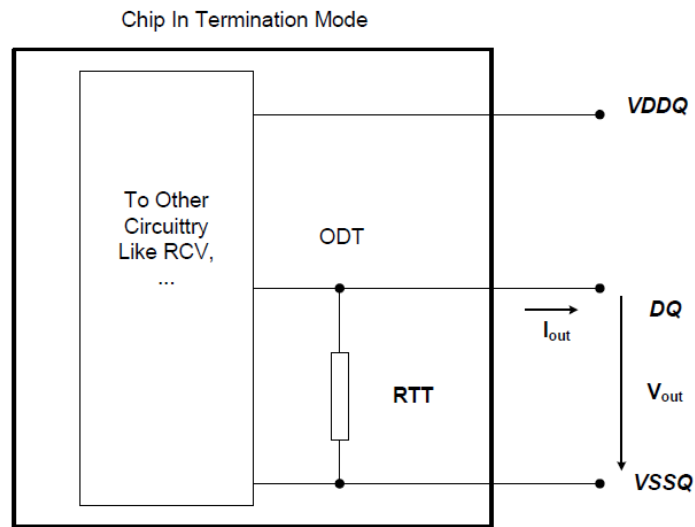 Chip In Termination Mode
VDDQ
To Other
Circuittry
Like RCV,
...
ODT
DQ
Iout
RTT
Vout
VSSQ